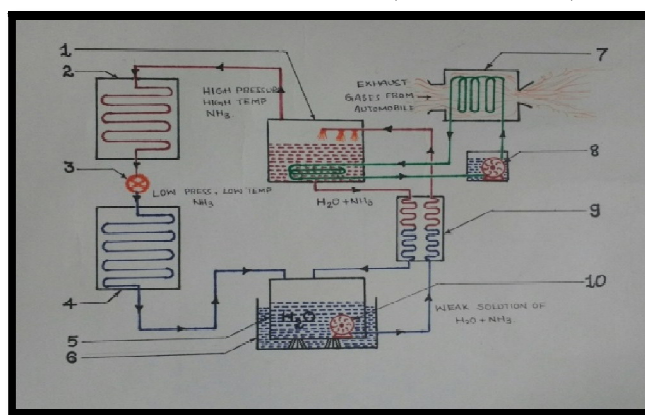 1
2
3
4
5
6
7
8
9
10
HIGH PRESSURE
HIGH TEMP
NH3
EXHAUST
GASES FROM
AUTOMOBILE
LOW PRESS, LOW TEMP
NH3
H2O+NH3
H2O
WEAK SOLUTION OF
H2O+NH3